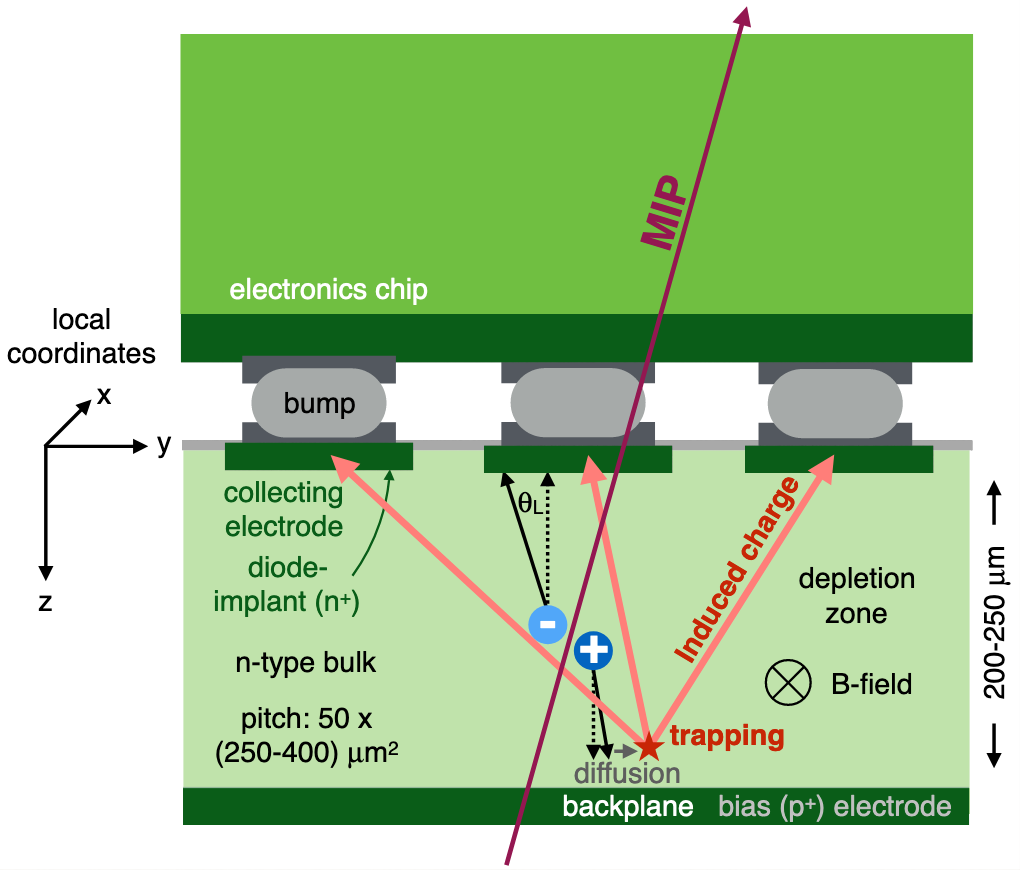 MIP
electronics chip
local
coordinates
x
y
z
bump
collecting
electrode
diode-
implant (n⁺)
θL
-
+
n-type bulk
pitch: 50 x
(250-400) μm²
Induced charge
depletion
zone
B-field
200-250 μm
trapping
diffusion
backplane
bias (p⁺) electrode